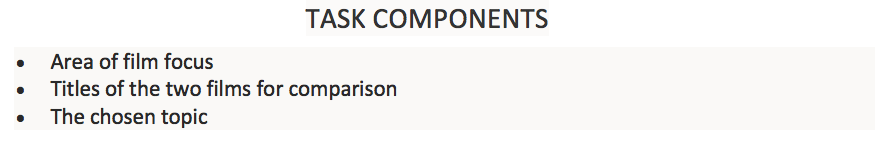 TASK COMPONENTS
• Area of film focus
• Titles of the two films for comparison
• The chosen topic